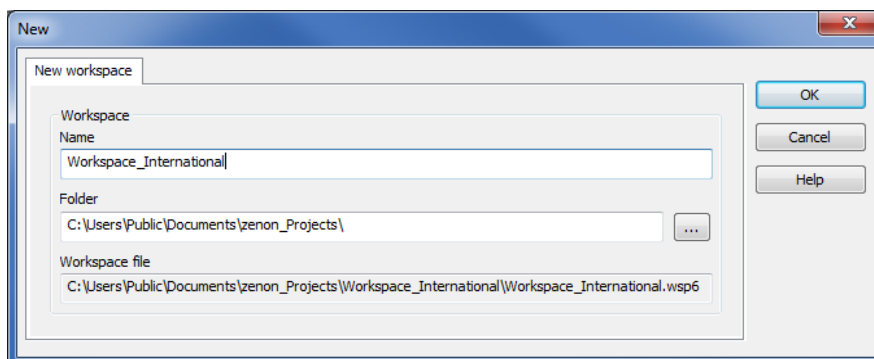 New
New workspace
OK
Workspace
Name
Cancel
Workspace_International
Help
Folder
C:\Users\Public\Documents\zenon_Projects\
...
Workspace file
C:\Users\Public\Documents\zenon_Projects\Workspace_International\Workspace_International.wsp6